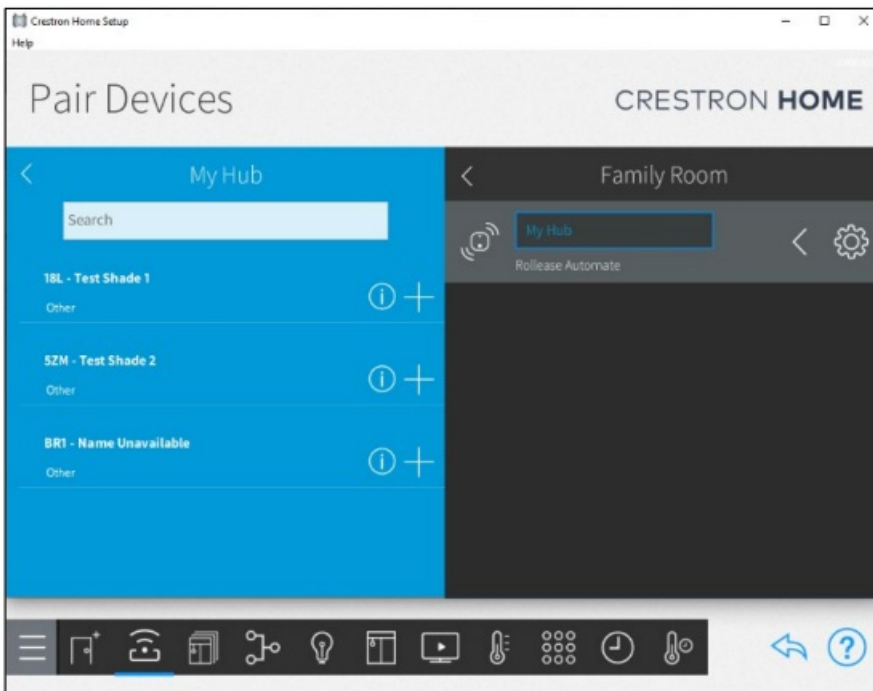 Crestron Home Setup
Help
Pair Devices
CRESTRON HOME
My Hub
Search
18L - Test Shade 1
Other
5ZM - Test Shade 2
Other
BR1 - Name Unavailable
Other
Family Room
My Hub
Rollease Automate